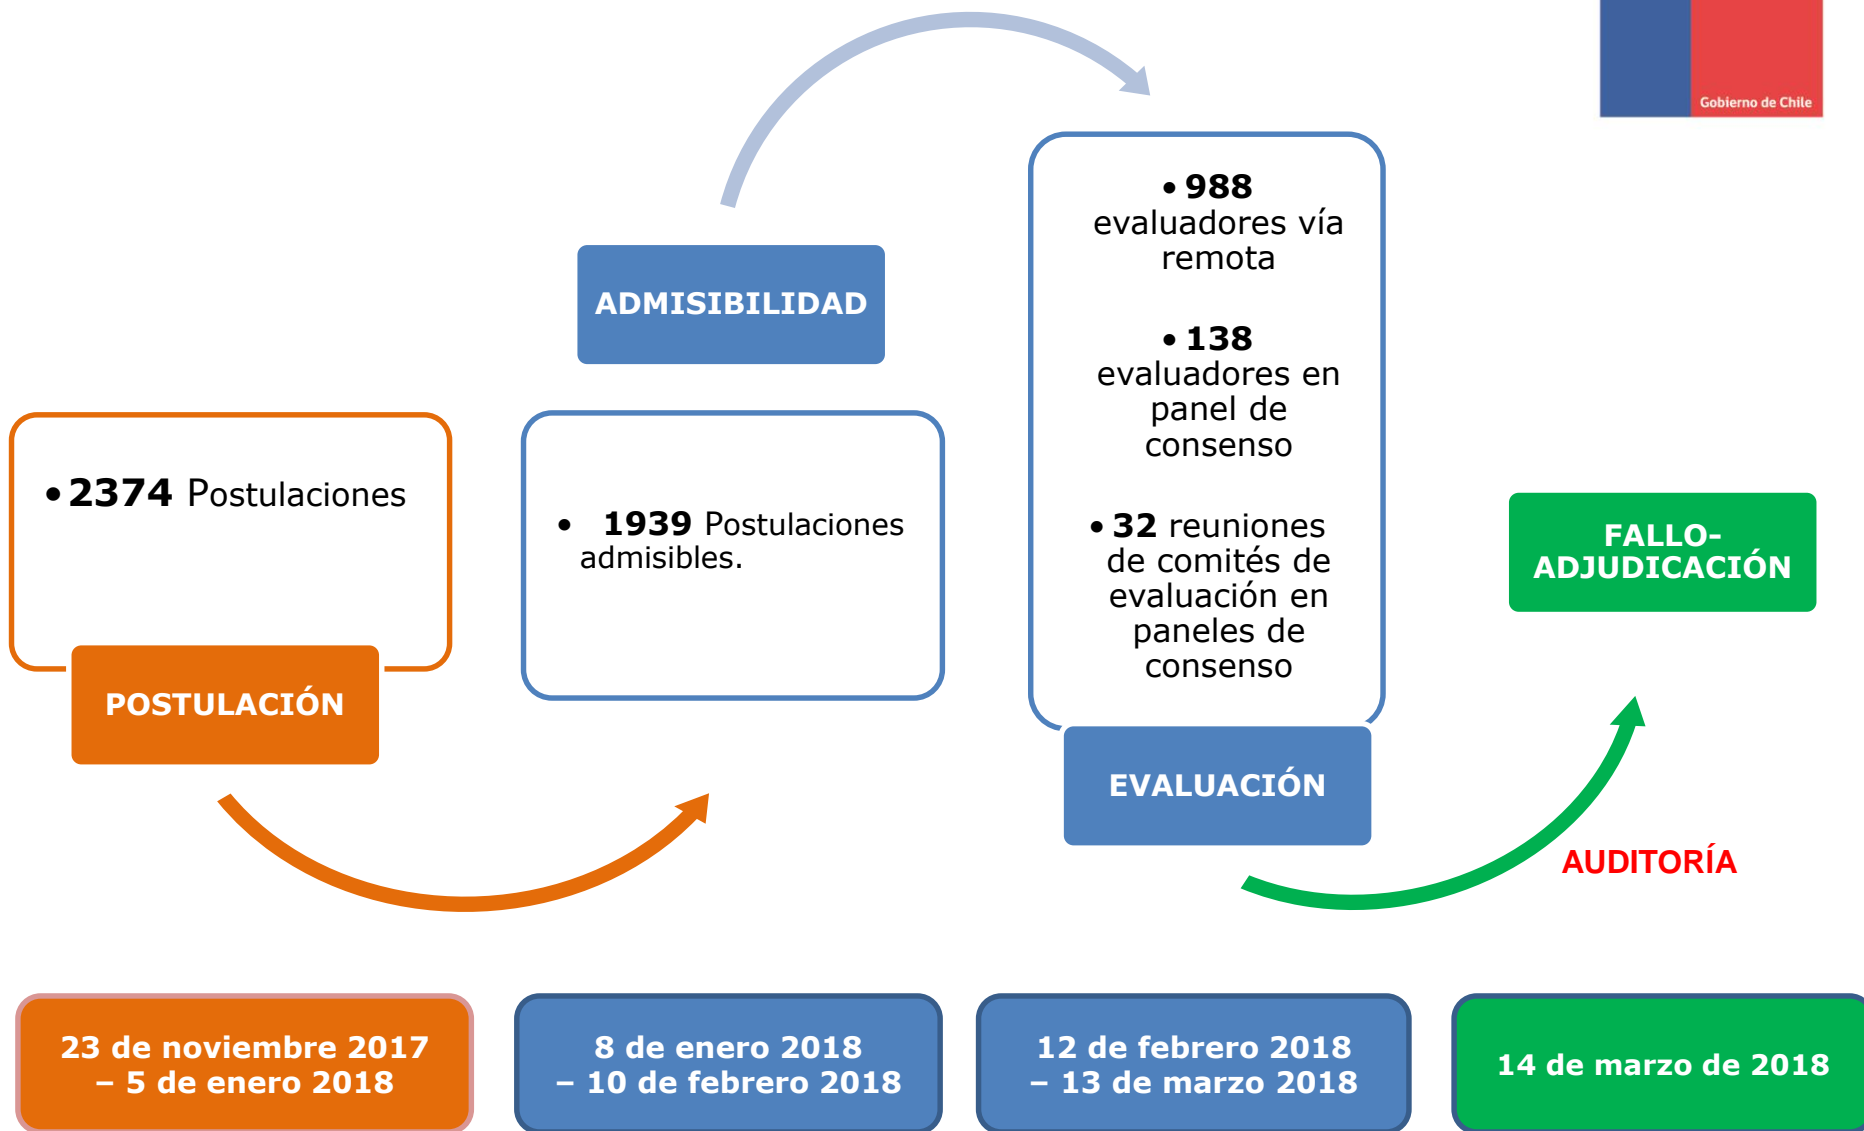 Gobierno de Chile
•2374 Postulaciones
POSTULACIÓN
ADMISIBILIDAD
• 1939 Postulaciones
admisibles.
•988
evaluadores vía
remota
•138
evaluadores en
panel de
consenso
•32 reuniones
de comités de
evaluación en
paneles de
consenso
EVALUACIÓN
FALLO-
ADJUDICACIÓN
AUDITORÍA
23 de noviembre 2017
– 5 de enero 2018
8 de enero 2018
– 10 de febrero 2018
12 de febrero 2018
– 13 de marzo 2018
14 de marzo de 2018